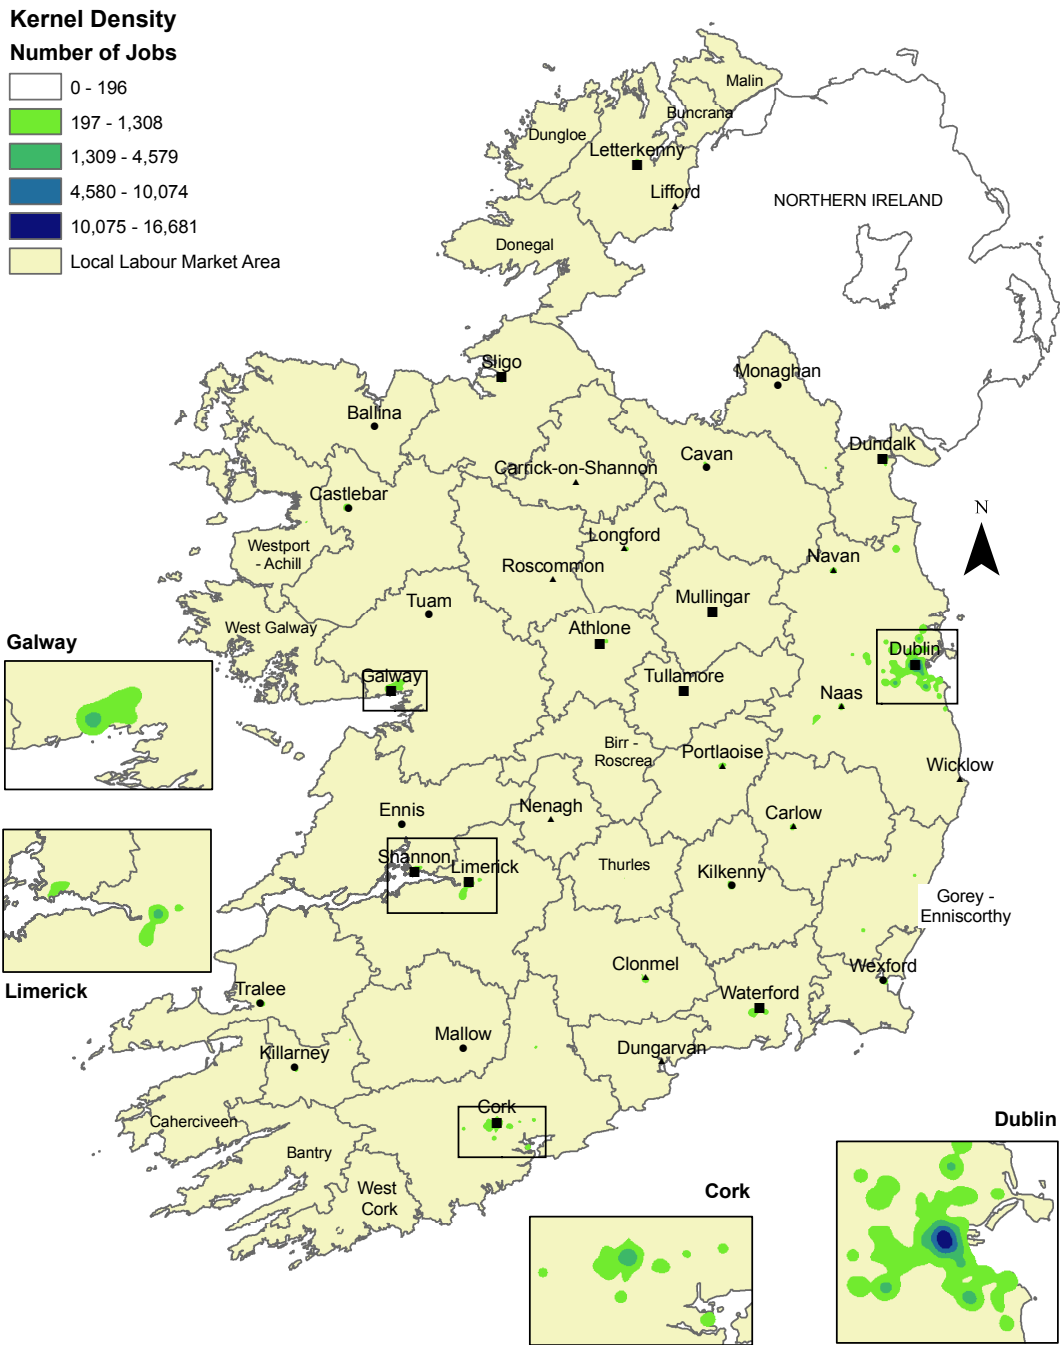 Kernel Density
Number of Jobs
0 - 196
197 - 1,308
1,309 - 4,579
4,580 - 10,074
10,075 - 16,681
Local Labour Market Area
Malin
Buncrana
Dungloe
Letterkenny
Lifford
NORTHERN IRELAND
Donegal
Sligo
Monaghan
Ballina
Dundalk
Cavan
Carrick-on-Shannon
Castlebar
N
Longford
Westport
- Achill
Navan
Roscommon
Mullingar
Tuam
West Galway
Athlone
Galway
Dublin
Galway
Tullamore
Naas
Birr -
Roscrea
Portlaoise
Wicklow
Ennis
Nenagh
Carlow
Shannon
Limerick
Thurles
Kilkenny
Gorey -
Enniscorthy
Clonmel
Wexford
Limerick
Tralee
Waterford
Mallow
Killarney
Dungarvan
Cork
Caherciveen
Dublin
Bantry
West
Cork
Cork